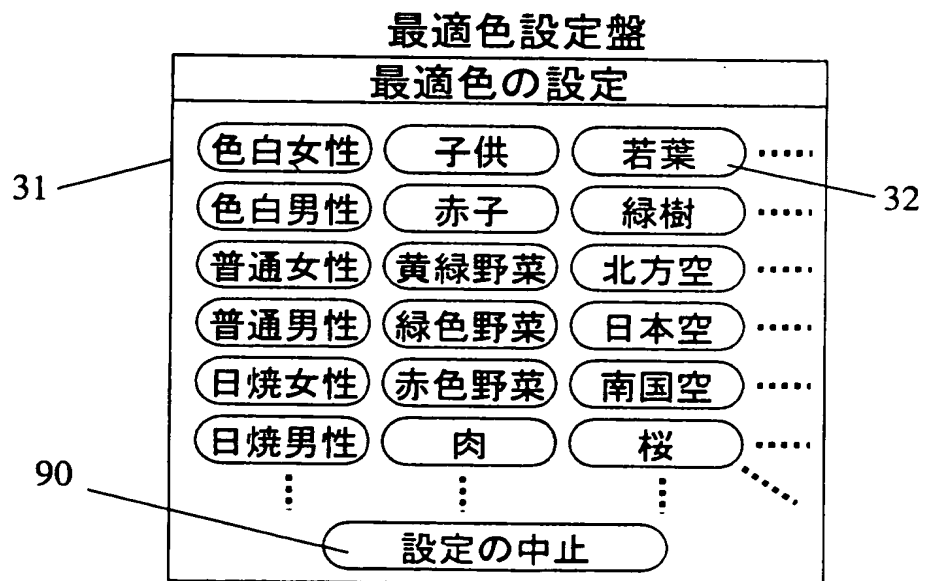 最適色設定盤
最適色の設定
色白女性 子供 若葉 ·····
31
32
色白男性 赤子 緑樹 ·····
普通女性 黄緑野菜 北方空 ·····
普通男性 緑色野菜 日本空 ·····
日焼女性 赤色野菜 南国空 ·····
日焼男性 肉 桜 ·····
90
設定の中止